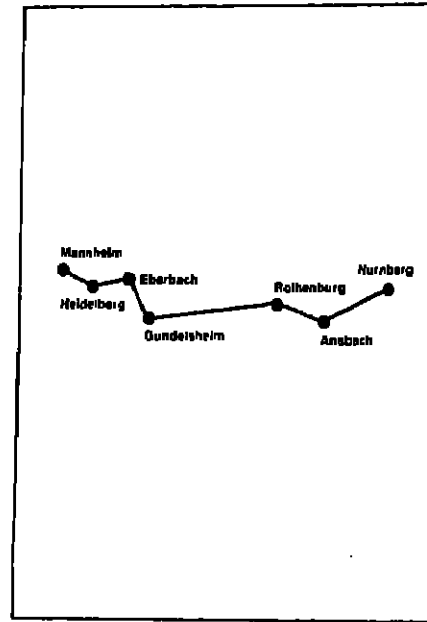 Mannheim
Nurnberg
Eberbach
Heidelberg
Rothenburg
Gundelsheim
Ansbach